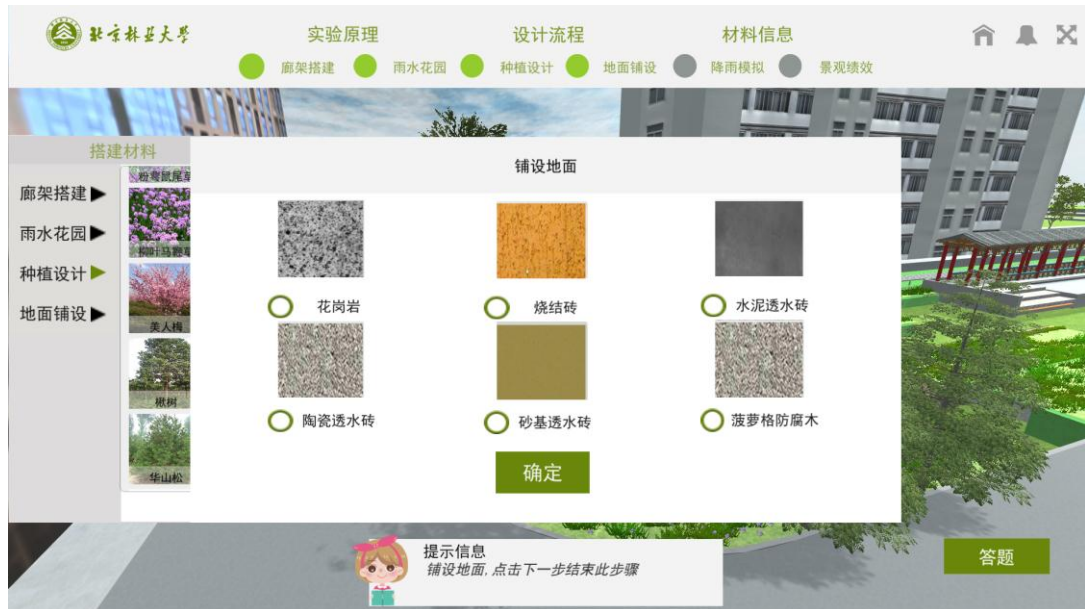 北京林业大学
实验原理 设计流程 材料信息
廊架搭建 雨水花园 种植设计 地面铺设 降雨模拟 景观绩效
搭建材料
廊架搭建
雨水花园
种植设计
地面铺设
柳叶马鞭草
美人梅
楸树
华山松
铺设地面
花岗岩 烧结砖 水泥透水砖
陶瓷透水砖 砂基透水砖 菠萝格防腐木
确定
提示信息
铺设地面,点击下一步结束此步骤
答题